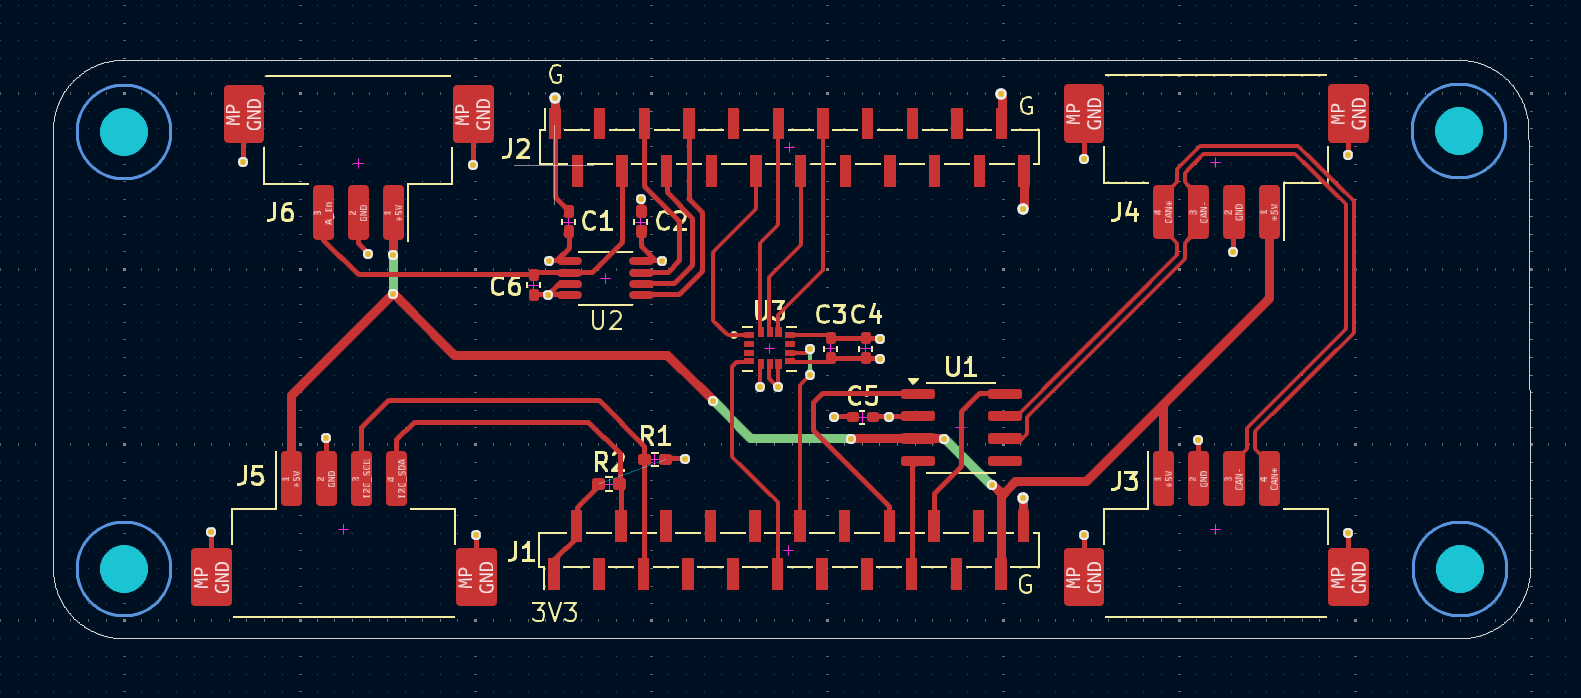 G
MP
GND
MP
GND
MP
GND
MP
GND
G
J2
J6
3
A_In
2
GND
1
+5V
C1
C2
J4
4
CAN+
3
CAN-
2
GND
1
+5V
C6
U2
U3
C3
C4
U1
C5
R1
R2
J5
1
+5V
2
GND
3
I2C_SCL
4
I2C_SDA
J3
1
+5V
2
GND
3
CAN-
4
CAN+
J1
MP
GND
MP
GND
MP
GND
MP
GND
3V3
G